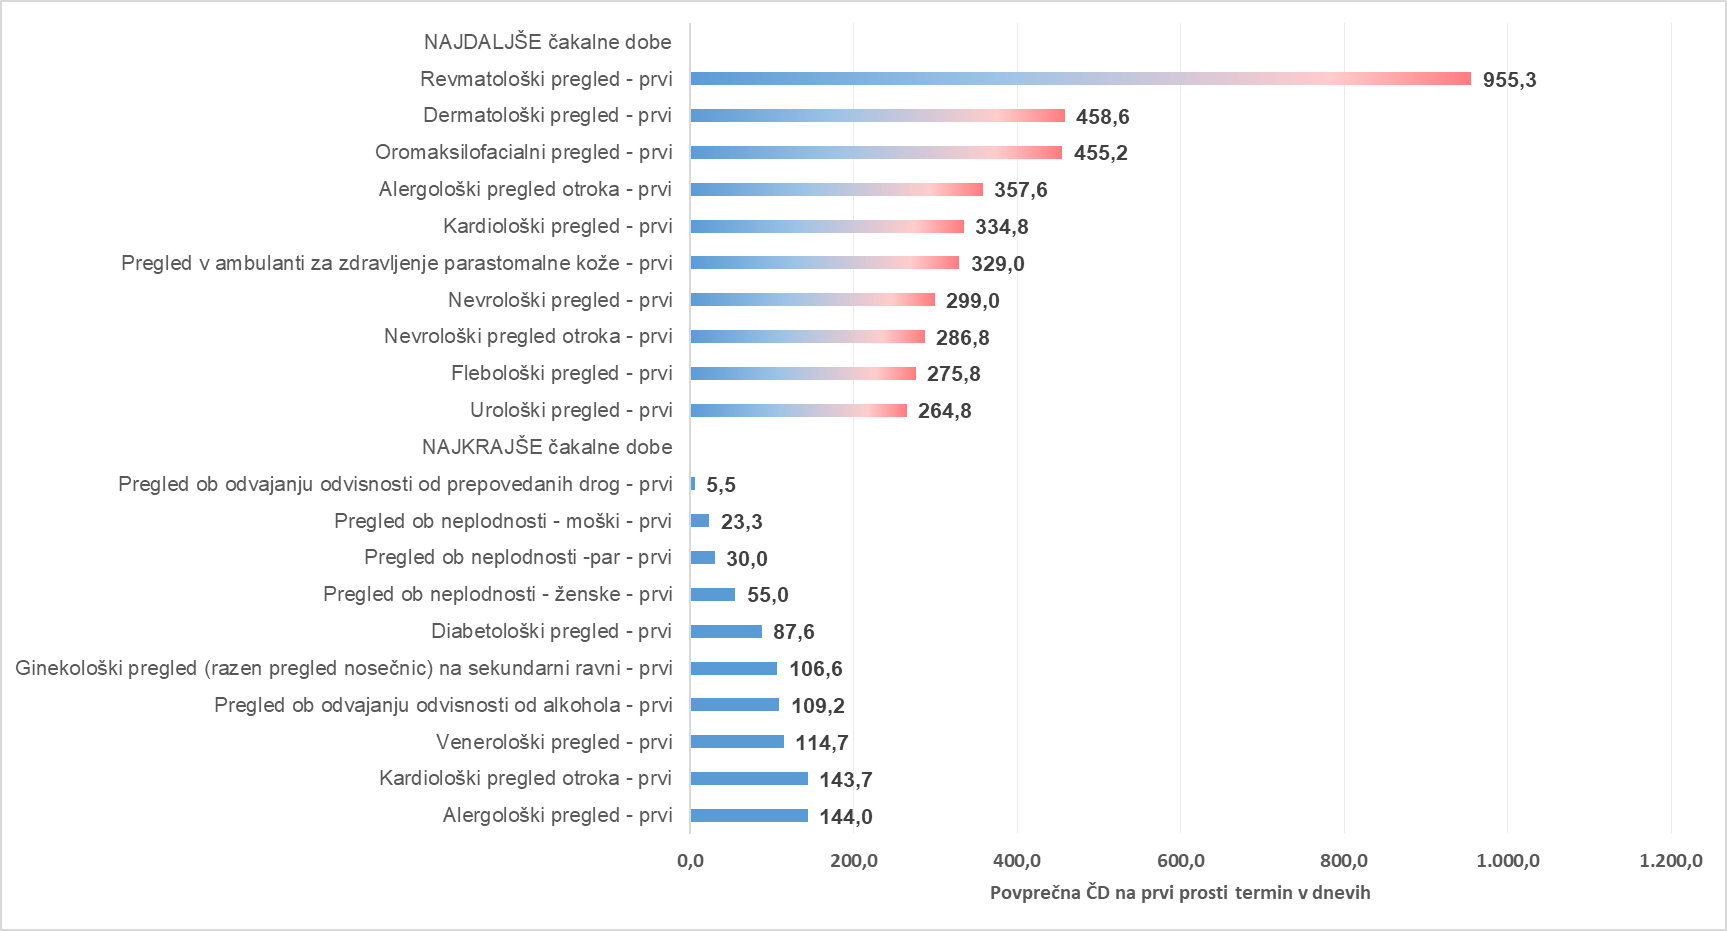 NAJDALJŠE čakalne dobe
Revmatološki pregled - prvi 955,3
Dermatološki pregled - prvi 458,6
Oromaksilofacialni pregled - prvi 455,2
Alergološki pregled otroka - prvi 357,6
Kardiološki pregled - prvi 334,8
Pregled v ambulanti za zdravljenje parastomalne kože - prvi 329,0
Nevrološki pregled - prvi 299,0
Nevrološki pregled otroka - prvi 286,8
Flebološki pregled - prvi 275,8
Urološki pregled - prvi 264,8
NAJKRAJŠE čakalne dobe
Pregled ob odvajanju odvisnosti od prepovedanih drog - prvi 5,5
Pregled ob neplodnosti - moški - prvi 23,3
Pregled ob neplodnosti -par - prvi 30,0
Pregled ob neplodnosti - ženske - prvi 55,0
Diabetološki pregled - prvi 87,6
Ginekološki pregled (razen pregled nosečnic) na sekundarni ravni - prvi 106,6
Pregled ob odvajanju odvisnosti od alkohola - prvi 109,2
Venerološki pregled - prvi 114,7
Kardiološki pregled otroka - prvi 143,7
Alergološki pregled - prvi 144,0
0,0 200,0 400,0 600,0 800,0 1.000,0 1.200,0
Povprečna ČD na prvi prosti termin v dnevih